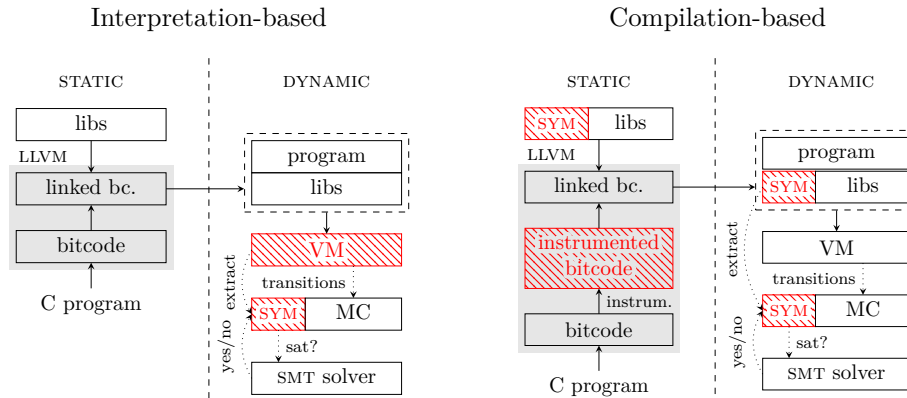 Interpretation-based
STATIC
DYNAMIC
libs
LLVM
linked bc.
bitcode
C program
program
libs
VM
extract
transitions
SYM
MC
yes/no
sat?
SMT solver
Compilation-based
STATIC
DYNAMIC
SYM
libs
LLVM
linked bc.
instrumented
bitcode
instrum.
bitcode
C program
program
SYM
libs
VM
extract
transitions
SYM
MC
yes/no
sat?
SMT solver